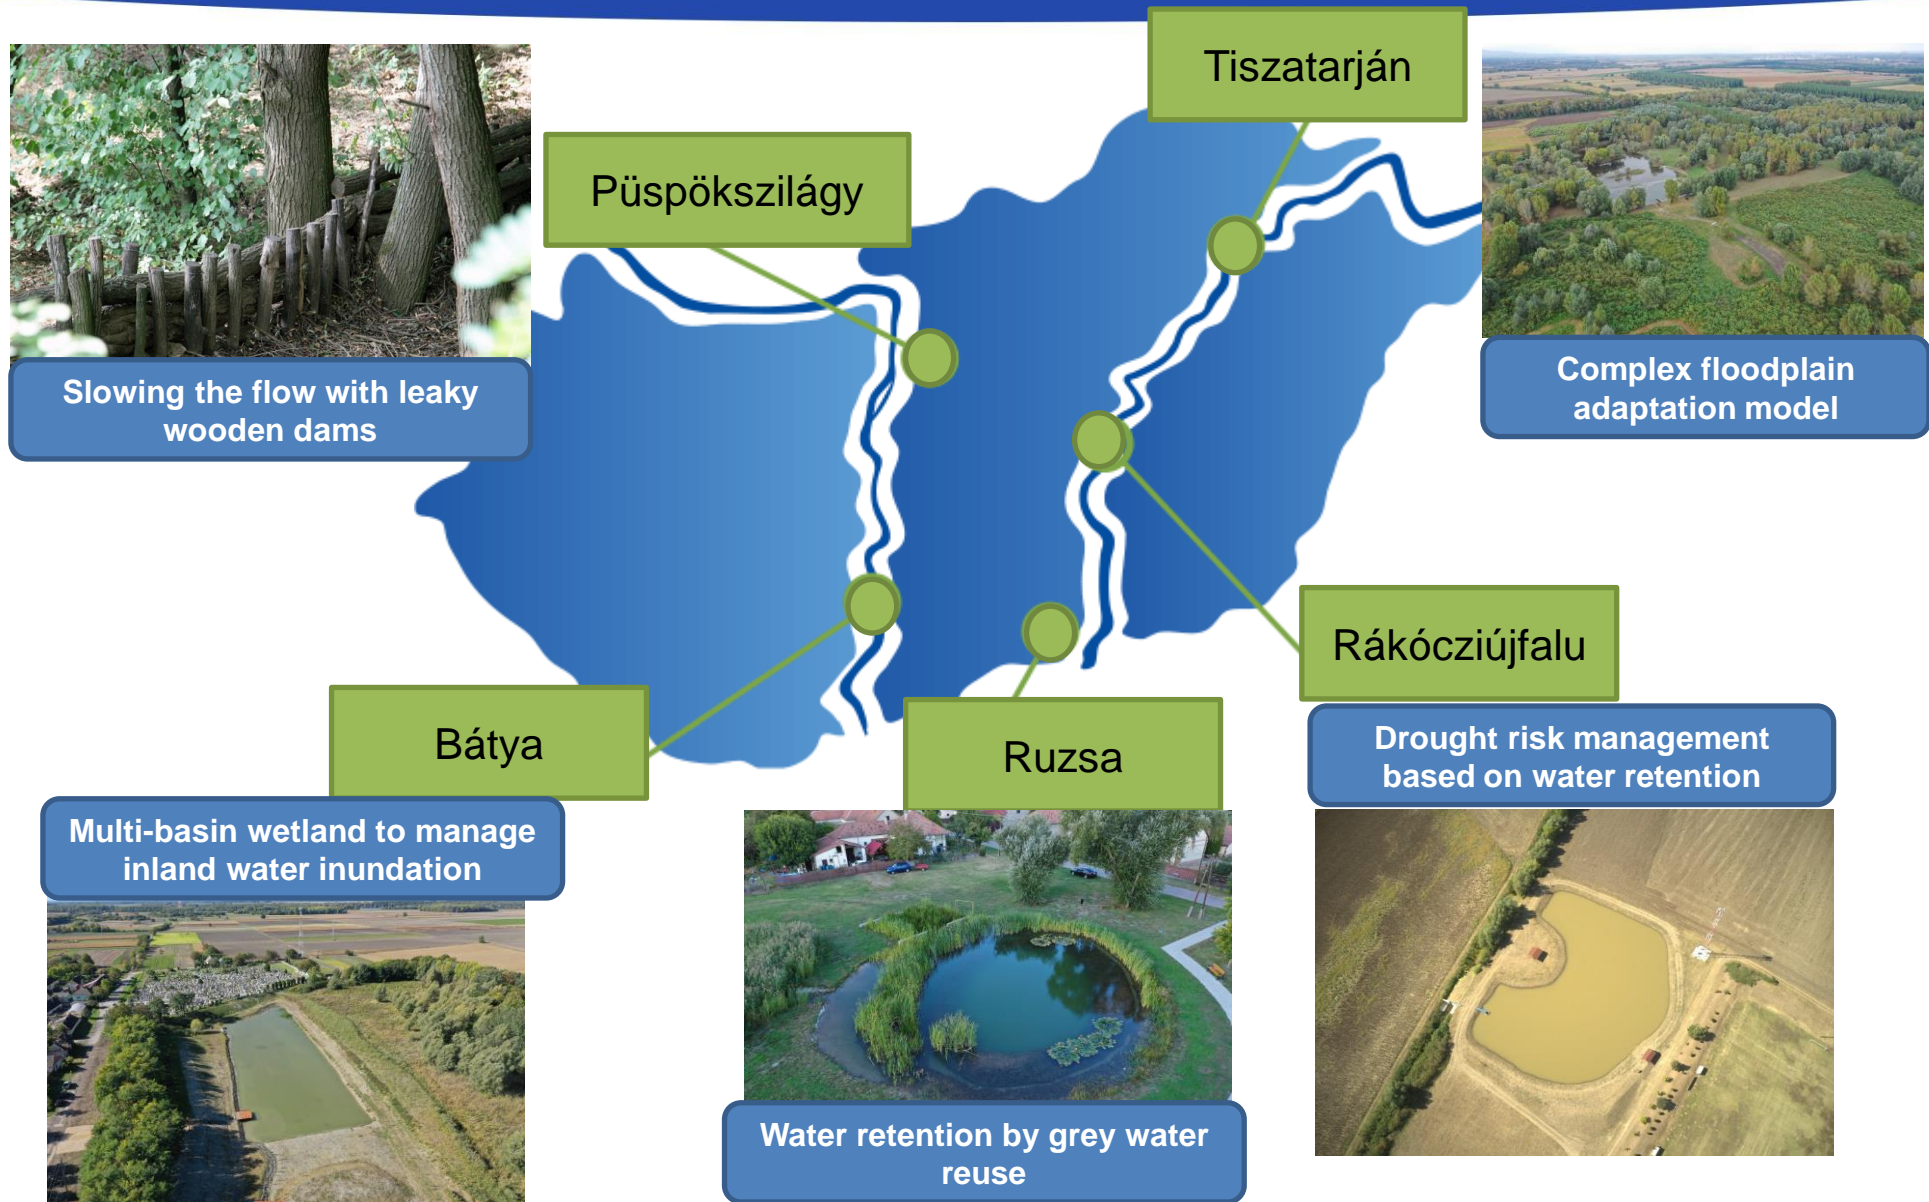 Tiszatarján
Püspökszilágy
Slowing the flow with leaky
wooden dams
Complex floodplain
adaptation model
Rákócziújfalu
Bátya
Ruzsa
Drought risk management
based on water retention
Multi-basin wetland to manage
inland water inundation
Water retention by grey water
reuse